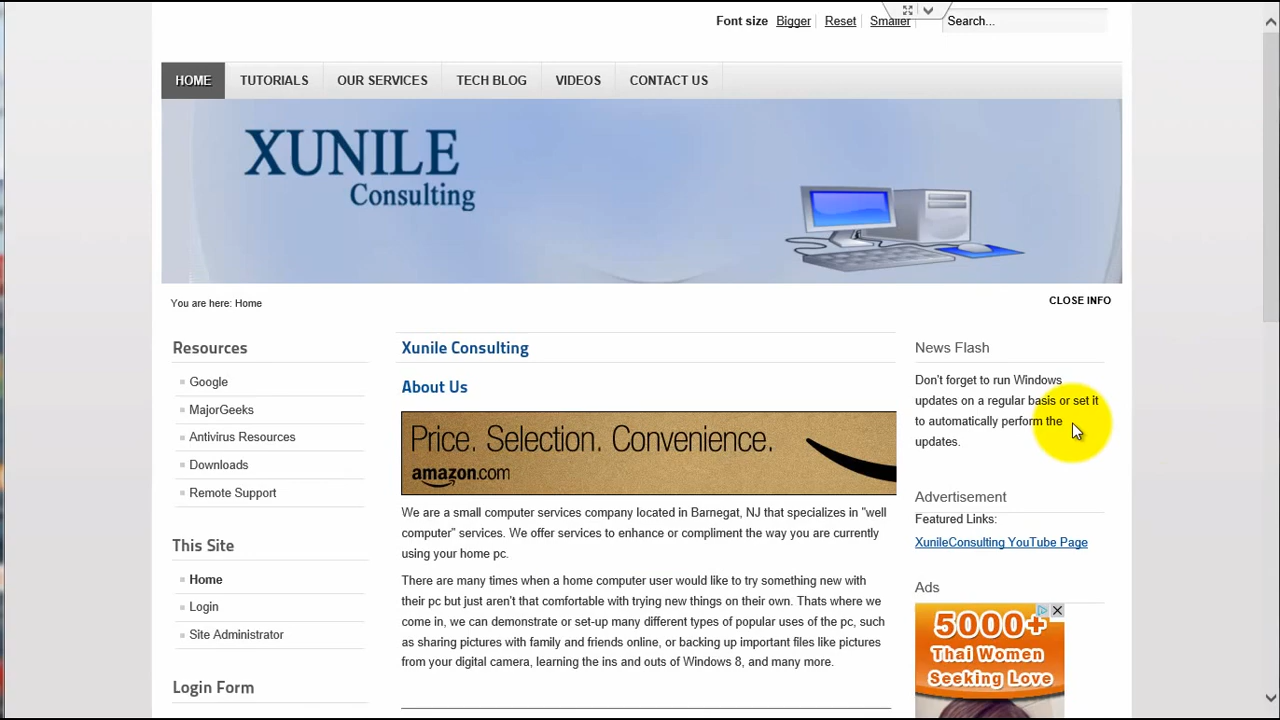 Font size Bigger Reset Smaller Search...
HOME TUTORIALS OUR SERVICES TECH BLOG VIDEOS CONTACT US
XUNILE
Consulting
You are here: Home
CLOSE INFO
Resources
Google
MajorGeeks
Antivirus Resources
Downloads
Remote Support
This Site
Home
Login
Site Administrator
Login Form
Xunile Consulting
About Us
Price. Selection. Convenience.
amazon.com
We are a small computer services company located in Barnegat, NJ that specializes in "well
computer" services. We offer services to enhance or compliment the way you are currently
using your home pc.
There are many times when a home computer user would like to try something new with
their pc but just aren't that comfortable with trying new things on their own. Thats where we
come in, we can demonstrate or set-up many different types of popular uses of the pc, such
as sharing pictures with family and friends online, or backing up important files like pictures
from your digital camera, learning the ins and outs of Windows 8, and many more.
News Flash
Don't forget to run Windows
updates on a regular basis or set it
to automatically perform the
updates.
Advertisement
Featured Links:
XunileConsulting YouTube Page
Ads
5000+
Thai Women
Seeking Love